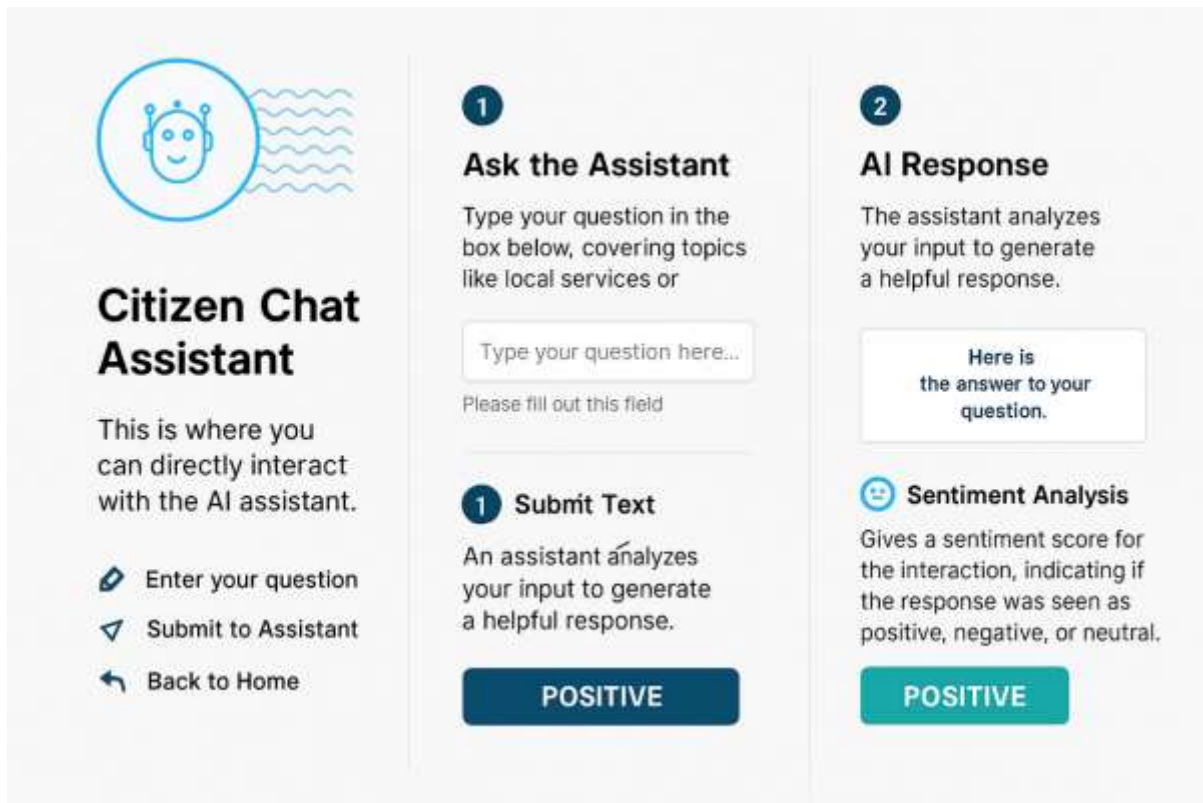 Citizen Chat
Assistant
This is where you
can directly interact
with the AI assistant.
Enter your question
Submit to Assistant
Back to Home
1
Ask the Assistant
Type your question in the
box below, covering topics
like local services or
Type your question here...
Please fill out this field
1 Submit Text
An assistant analyzes
your input to generate
a helpful response.
POSITIVE
2
AI Response
The assistant analyzes
your input to generate
a helpful response.
Here is
the answer to your
question.
Sentiment Analysis
Gives a sentiment score for
the interaction, indicating if
the response was seen as
positive, negative, or neutral.
POSITIVE